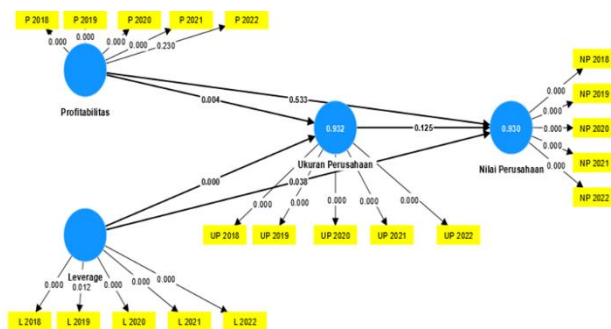 P 2018 P 2019 P 2020 P 2021 P 2022
0.000 0.000 0.000 0.000 0.230
Profitabilitas
0.004 0.533
0.932 0.125 0.930
Ukuran Perusahaan
Nilai Perusahaan
0.000 NP 2018
0.000 NP 2019
0.000 NP 2020
0.000 NP 2021
0.000 NP 2022
0.000 0.038
0.000 0.000 0.000 0.000 0.000
UP 2018 UP 2019 UP 2020 UP 2021 UP 2022
Leverage
0.000 0.012 0.000 0.000 0.000
L 2018 L 2019 L 2020 L 2021 L 2022